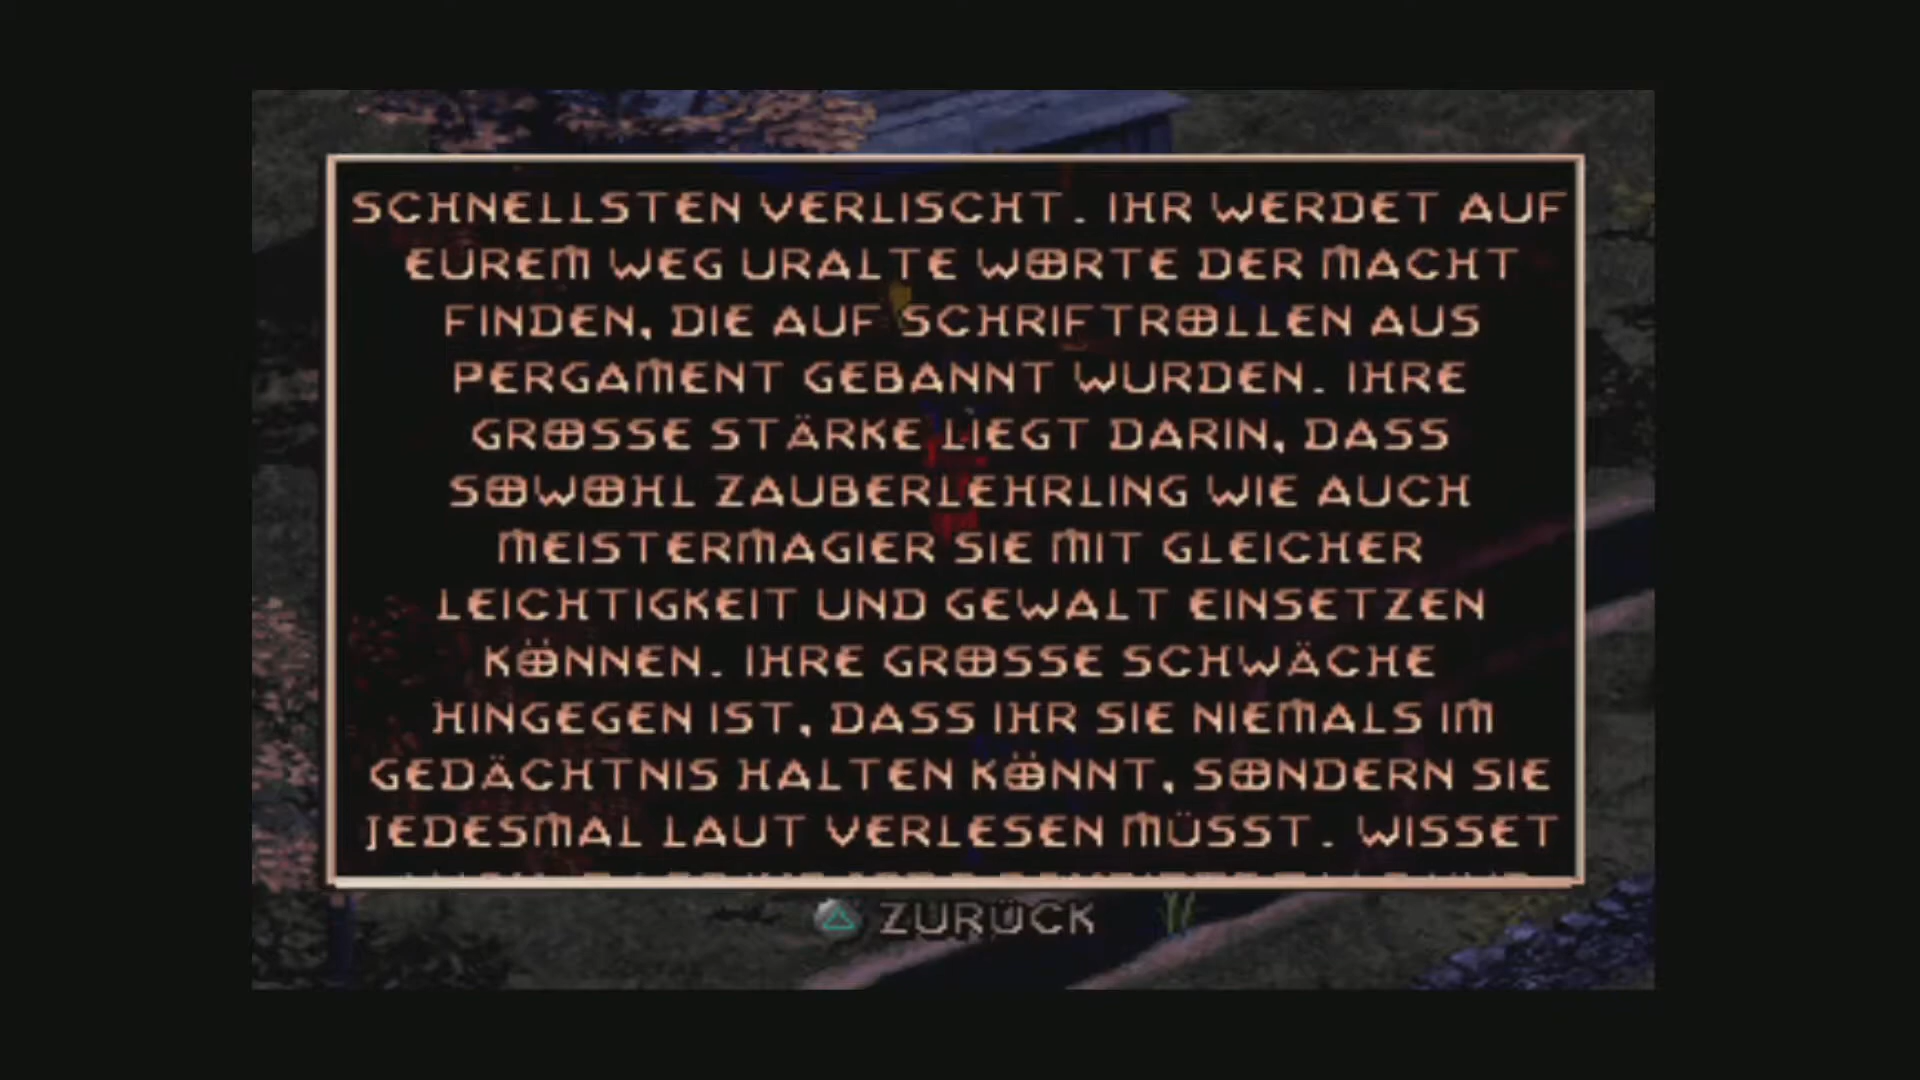 SCHNELLSTEN VERLISCHT. IHR WERDET AUF
EUREM WEG URALTE WORTE DER MACHT
FINDEN, DIE AUF SCHRIFTROLLEN AUS
PERGAMENT GEBANNT WURDEN. IHRE
GROSSE STÄRKE LIEGT DARIN, DASS
SOWOHL ZAUBERLEHRLING WIE AUCH
MEISTERMAGIER SIE MIT GLEICHER
LEICHTIGKEIT UND GEWALT EINSETZEN
KÖNNEN. IHRE GROSSE SCHWÄCHE
HINGEGEN IST, DASS IHR SIE NIEMALS IM
GEDÄCHTNIS HALTEN KÖNNT, SONDERN SIE
JEDESMAL LAUT VERLESEN MÜSST. WISSET
ZURÜCK